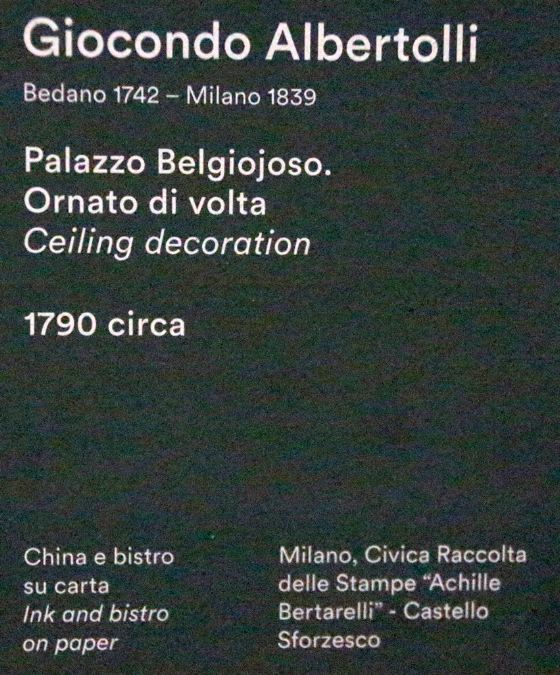 Giocondo Albertolli
Bedano 1742 – Milano 1839
Palazzo Belgiojoso.
Ornato di volta
Ceiling decoration
1790 circa
China e bistro
su carta
Ink and bistro
on paper
Milano, Civica Raccolta
delle Stampe “Achille
Bertarelli” - Castello
Sforzesco